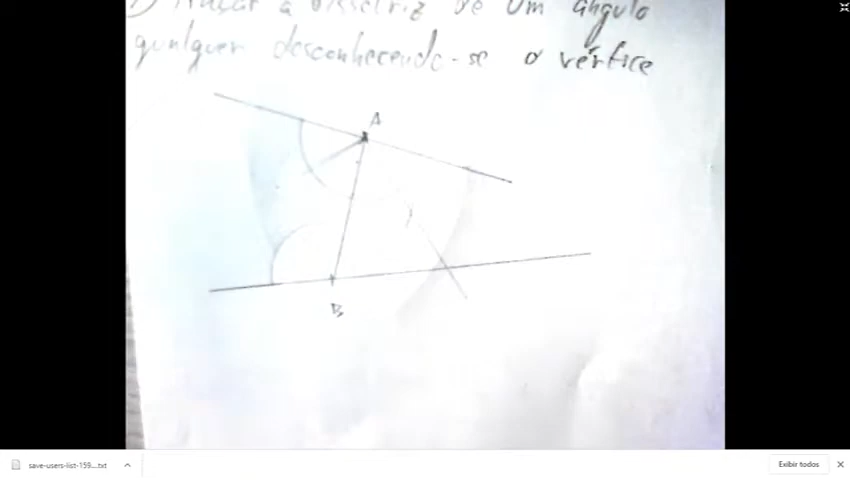 Traçar a bissetriz de um ângulo
qualquer desconhecendo-se o vértice
A
B
save-users-list-159....txt
Exibir todos